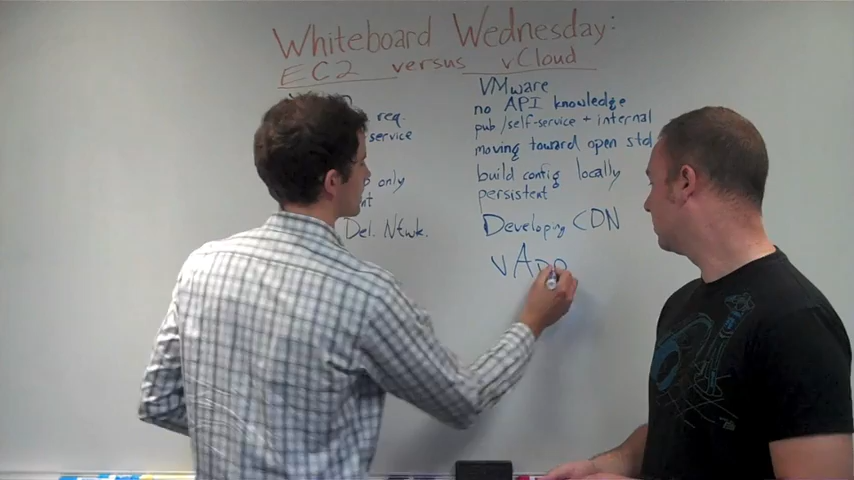 Whiteboard Wednesday:
EC2 versus vCloud
req.
service
only
Del. Ntwk.
VMware
no API knowledge
pub/self-service + internal
moving toward open std
build config locally
persistent
Developing CDN
vApp